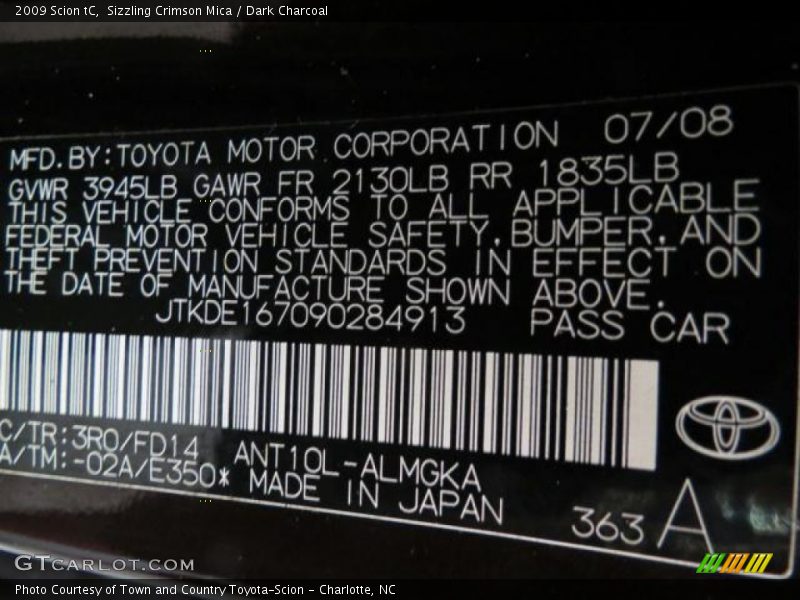 2009 Scion tC,  Sizzling Crimson Mica / Dark Charcoal
MFD.BY:TOYOTA MOTOR CORPORATION 07/08
GVWR 3945LB GAWR FR 2130LB RR 1835LB
THIS VEHICLE CONFORMS TO ALL APPLICABLE
FEDERAL MOTOR VEHICLE SAFETY,BUMPER,AND
THEFT PREVENTION STANDARDS IN EFFECT ON
THE DATE OF MANUFACTURE SHOWN ABOVE.
JTKDE167090284913 PASS CAR
C/TR:3R0/FD14 ANT10L-ALMGKA
A/TM:-02A/E350* MADE IN JAPAN
363 A
GTCARLOT.COM
Photo Courtesy of Town and Country Toyota-Scion - Charlotte, NC